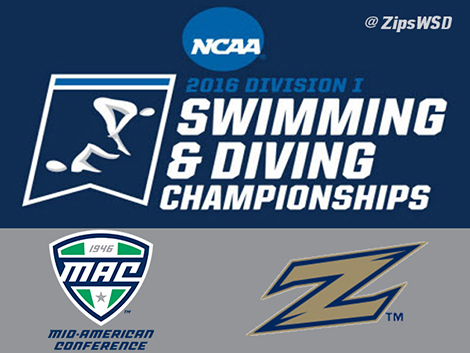 @ZipsWSD
NCAA
2016 DIVISION I
SWIMMING
& DIVING
CHAMPIONSHIPS
1946
MAC
MID-AMERICAN
CONFERENCE
Z TM